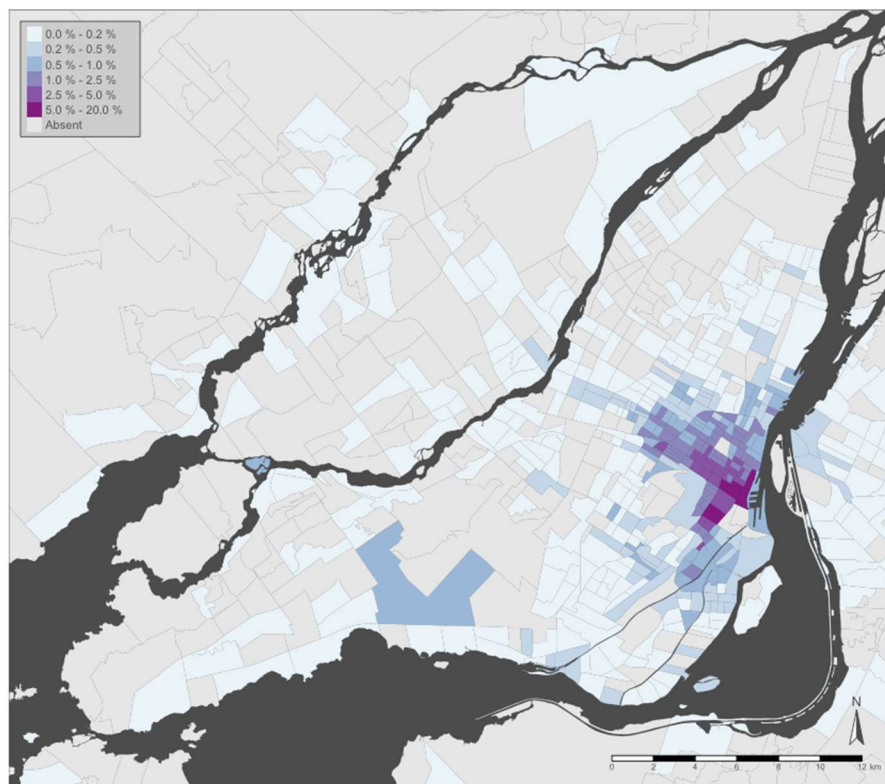 0.0 % - 0.2 %
0.2 % - 0.5 %
0.5 % - 1.0 %
1.0 % - 2.5 %
2.5 % - 5.0 %
5.0 % - 20.0 %
Absent
N
0 2 4 6 8 10 12 km